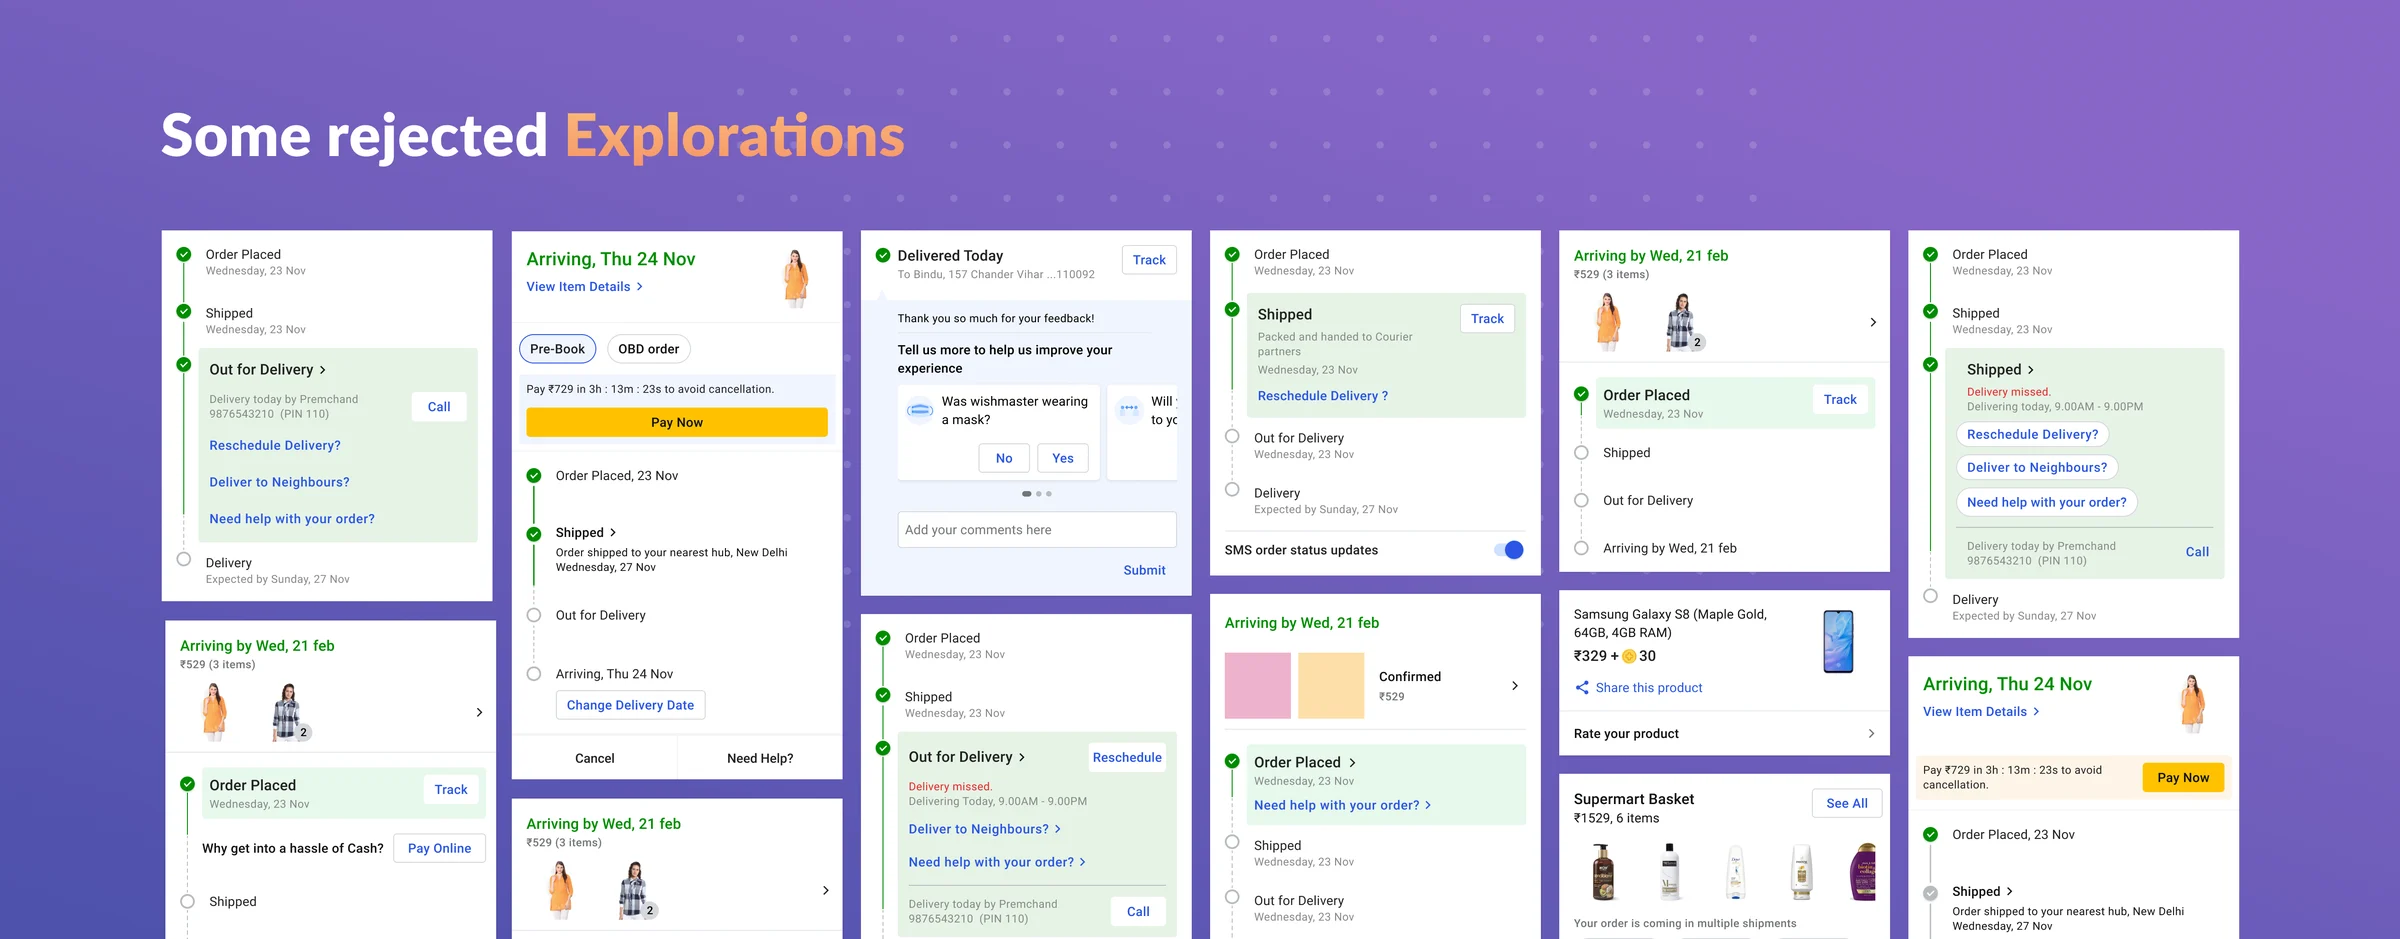 Some rejected Explorations
Order Placed
Wednesday, 23 Nov
Shipped
Wednesday, 23 Nov
Out for Delivery
Delivery today by Premchand
9876543210 (PIN 110)
Call
Reschedule Delivery?
Deliver to Neighbours?
Need help with your order?
Delivery
Expected by Sunday, 27 Nov
Arriving by Wed, 21 feb
₹529 (3 items)
2
Order Placed
Wednesday, 23 Nov
Track
Why get into a hassle of Cash?
Pay Online
Shipped
Arriving, Thu 24 Nov
View Item Details
Pre-Book
OBD order
Pay ₹729 in 3h : 13m : 23s to avoid cancellation.
Pay Now
Order Placed, 23 Nov
Shipped
Order shipped to your nearest hub, New Delhi
Wednesday, 27 Nov
Out for Delivery
Arriving, Thu 24 Nov
Change Delivery Date
Cancel
Need Help?
Arriving by Wed, 21 feb
₹529 (3 items)
2
Delivered Today
To Bindu, 157 Chander Vihar ...110092
Track
Thank you so much for your feedback!
Tell us more to help us improve your
experience
Was wishmaster wearing
a mask?
No
Yes
Will
to yo
Add your comments here
Submit
Order Placed
Wednesday, 23 Nov
Shipped
Wednesday, 23 Nov
Out for Delivery
Reschedule
Delivery missed.
Delivering Today, 9.00AM - 9.00PM
Deliver to Neighbours?
Need help with your order?
Delivery today by Premchand
9876543210 (PIN 110)
Call
Order Placed
Wednesday, 23 Nov
Shipped
Track
Packed and handed to Courier
partners
Wednesday, 23 Nov
Reschedule Delivery ?
Out for Delivery
Wednesday, 23 Nov
Delivery
Expected by Sunday, 27 Nov
SMS order status updates
Arriving by Wed, 21 feb
Confirmed
₹529
Order Placed
Wednesday, 23 Nov
Need help with your order?
Shipped
Wednesday, 23 Nov
Out for Delivery
Wednesday, 23 Nov
Arriving by Wed, 21 feb
₹529 (3 items)
2
Order Placed
Wednesday, 23 Nov
Track
Shipped
Out for Delivery
Arriving by Wed, 21 feb
Samsung Galaxy S8 (Maple Gold,
64GB, 4GB RAM)
₹329 + 30
Share this product
Rate your product
Supermart Basket
₹1529, 6 items
See All
Your order is coming in multiple shipments
Order Placed
Wednesday, 23 Nov
Shipped
Wednesday, 23 Nov
Shipped
Delivery missed.
Delivering today, 9.00AM - 9.00PM
Reschedule Delivery?
Deliver to Neighbours?
Need help with your order?
Delivery today by Premchand
9876543210 (PIN 110)
Call
Delivery
Expected by Sunday, 27 Nov
Arriving, Thu 24 Nov
View Item Details
Pay ₹729 in 3h : 13m : 23s to avoid
cancellation.
Pay Now
Order Placed, 23 Nov
Shipped
Order shipped to your nearest hub, New Delhi
Wednesday, 27 Nov